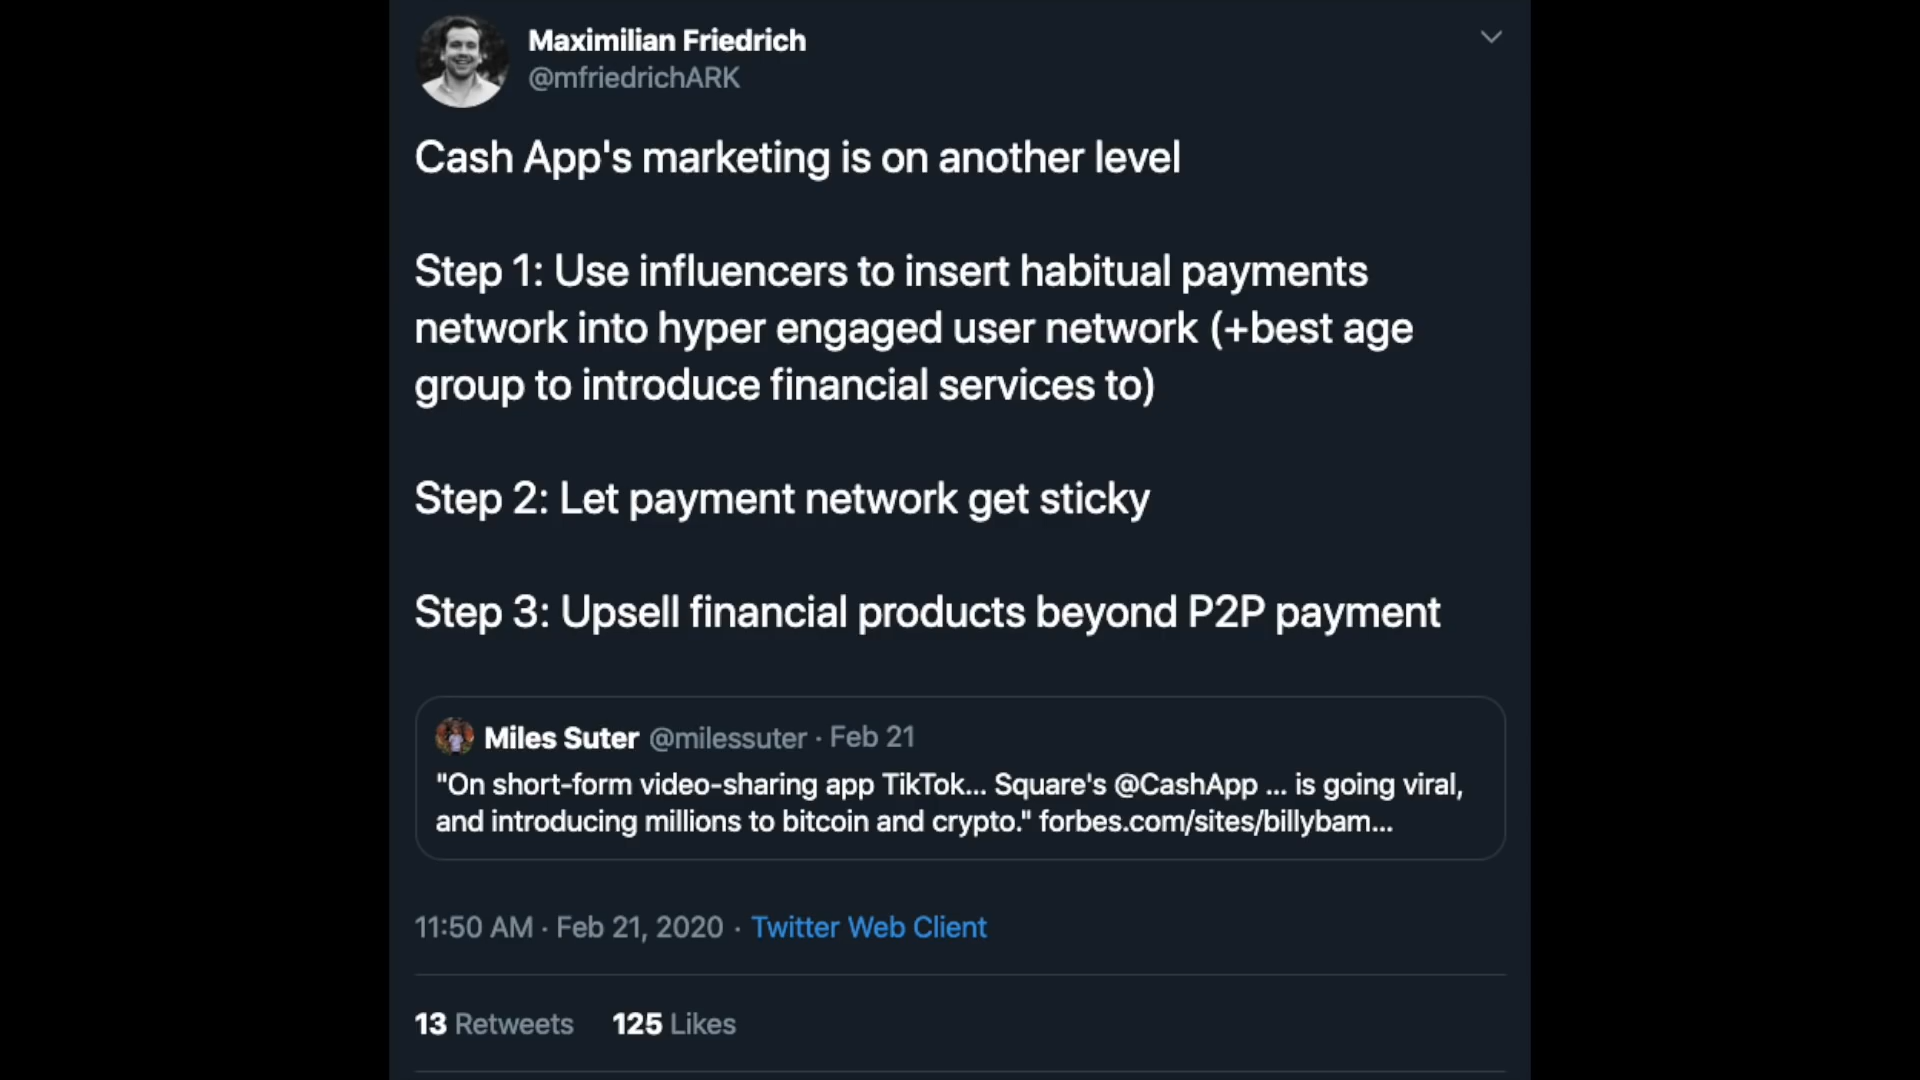 Maximilian Friedrich
@mfriedrichARK
Cash App's marketing is on another level
Step 1: Use influencers to insert habitual payments
network into hyper engaged user network (+best age
group to introduce financial services to)
Step 2: Let payment network get sticky
Step 3: Upsell financial products beyond P2P payment
Miles Suter @milessuter · Feb 21
"On short-form video-sharing app TikTok... Square's @CashApp ... is going viral,
and introducing millions to bitcoin and crypto." forbes.com/sites/billybam...
11:50 AM · Feb 21, 2020 · Twitter Web Client
13 Retweets 125 Likes